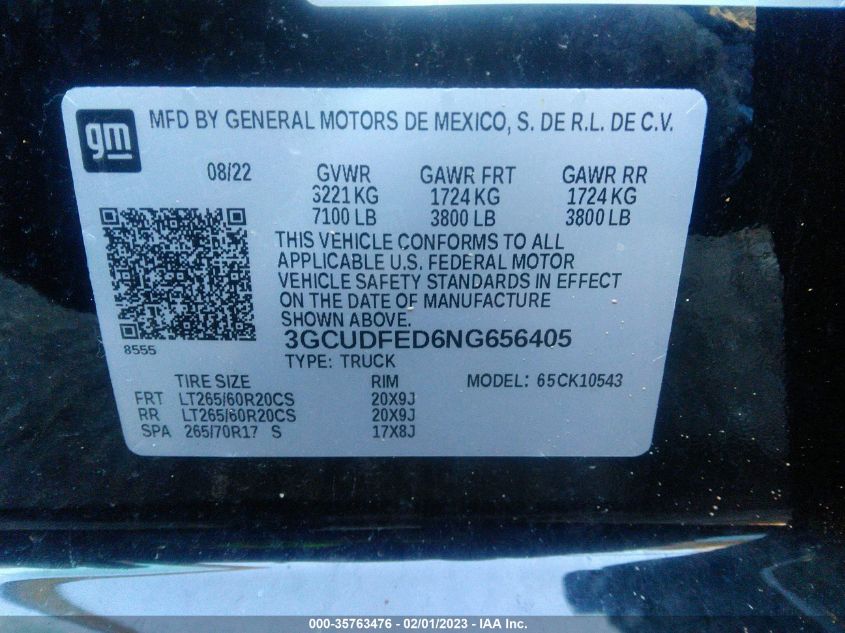 gm
MFD BY GENERAL MOTORS DE MEXICO, S. DE R.L. DE C.V.
08/22 GVWR GAWR FRT GAWR RR
3221 KG 1724 KG 1724 KG
7100 LB 3800 LB 3800 LB
THIS VEHICLE CONFORMS TO ALL
APPLICABLE U.S. FEDERAL MOTOR
VEHICLE SAFETY STANDARDS IN EFFECT
ON THE DATE OF MANUFACTURE
SHOWN ABOVE.
8555
3GCUDFED6NG656405
TYPE: TRUCK
TIRE SIZE RIM MODEL: 65CK10543
FRT LT265/60R20CS 20X9J
RR LT265/60R20CS 20X9J
SPA 265/70R17 S 17X8J
000-35763476 - 02/01/2023 - IAA Inc.